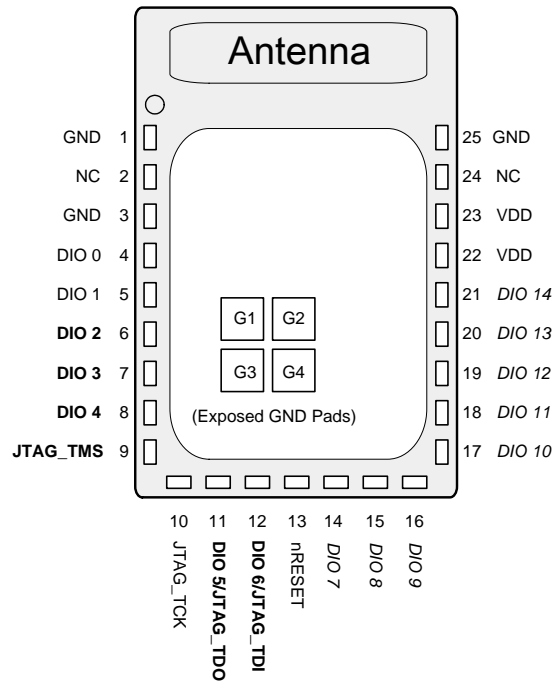 Antenna
GND 1
NC 2
GND 3
DIO 0 4
DIO 1 5
DIO 2 6
DIO 3 7
DIO 4 8
JTAG_TMS 9
25 GND
24 NC
23 VDD
22 VDD
21 DIO 14
20 DIO 13
19 DIO 12
18 DIO 11
17 DIO 10
G1 G2
G3 G4
(Exposed GND Pads)
10 11 12 13 14 15 16
JTAG_TCK
DIO 5/JTAG_TDO
DIO 6/JTAG_TDI
nRESET
DIO 7
DIO 8
DIO 9